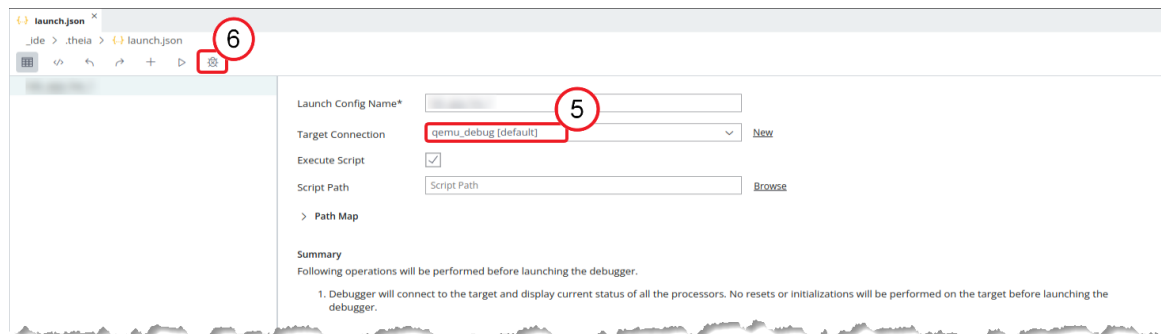 {..} launch.json ×
_ide > .theia > {..} launch.json
6
Launch Config Name*
5
Target Connection qemu_debug [default] New
Execute Script
Script Path Script Path Browse
> Path Map
Summary
Following operations will be performed before launching the debugger.
1. Debugger will connect to the target and display current status of all the processors. No resets or initializations will be performed on the target before launching the
debugger.